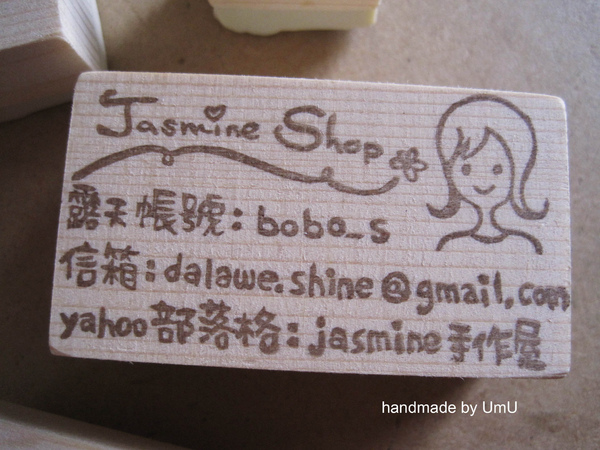 Jasmine Shop
露天帳號：bobo_s
信箱：dalawe.shine@gmail.com
yahoo部落格：jasmine手作屋
handmade by UmU